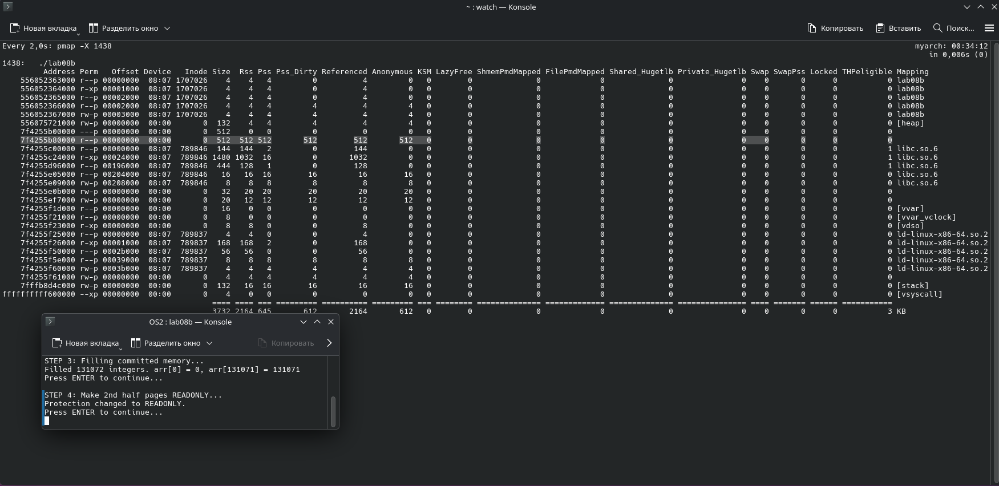 ~ : watch — Konsole
Новая вкладка Разделить окно Копировать Вставить Поиск...
Every 2,0s: pmap -X 1438 myarch: 00:34:12
in 0,006s (0)
1438: ./lab08b
Address Perm Offset Device Inode Size Rss Pss Pss_Dirty Referenced Anonymous KSM LazyFree ShmemPmdMapped FilePmdMapped Shared_Hugetlb Private_Hugetlb Swap SwapPss Locked THPeligible Mapping
556052363000 r--p 00000000 08:07 1707026 4 4 4 0 4 0 0 0 0 0 0 0 0 0 0 0 lab08b
556052364000 r-xp 00001000 08:07 1707026 4 4 4 0 4 0 0 0 0 0 0 0 0 0 0 0 lab08b
556052365000 r--p 00002000 08:07 1707026 4 4 4 0 4 0 0 0 0 0 0 0 0 0 0 0 lab08b
556052366000 r--p 00002000 08:07 1707026 4 4 4 4 4 4 0 0 0 0 0 0 0 0 0 0 lab08b
556052367000 rw-p 00003000 08:07 1707026 4 4 4 4 4 4 0 0 0 0 0 0 0 0 0 0 lab08b
556075721000 rw-p 00000000 00:00 0 132 4 4 4 4 4 0 0 0 0 0 0 0 0 0 0 [heap]
7f4255b00000 ---p 00000000 00:00 0 512 0 0 0 0 0 0 0 0 0 0 0 0 0 0 0
7f4255b80000 r--p 00000000 00:00 0 512 512 512 512 512 512 0 0 0 0 0 0 0 0 0 0
7f4255c00000 r--p 00000000 08:07 789846 144 144 2 0 144 0 0 0 0 0 0 0 0 0 0 1 libc.so.6
7f4255c24000 r-xp 00024000 08:07 789846 1480 1032 16 0 1032 0 0 0 0 0 0 0 0 0 0 1 libc.so.6
7f4255d96000 r--p 00196000 08:07 789846 444 128 1 0 128 0 0 0 0 0 0 0 0 0 0 1 libc.so.6
7f4255e05000 r--p 00204000 08:07 789846 16 16 16 16 16 16 0 0 0 0 0 0 0 0 0 0 libc.so.6
7f4255e09000 rw-p 00208000 08:07 789846 8 8 8 8 8 8 0 0 0 0 0 0 0 0 0 0 libc.so.6
7f4255e0b000 rw-p 00000000 00:00 0 32 20 20 20 20 20 0 0 0 0 0 0 0 0 0 0
7f4255ef7000 rw-p 00000000 00:00 0 20 12 12 12 12 12 0 0 0 0 0 0 0 0 0 0
7f4255f1d000 r--p 00000000 00:00 0 16 0 0 0 0 0 0 0 0 0 0 0 0 0 0 0 [vvar]
7f4255f21000 r--p 00000000 00:00 0 8 0 0 0 0 0 0 0 0 0 0 0 0 0 0 0 [vvar_vclock]
7f4255f23000 r-xp 00000000 00:00 0 8 8 0 0 8 0 0 0 0 0 0 0 0 0 0 0 [vdso]
7f4255f25000 r--p 00000000 08:07 789837 4 4 0 0 4 0 0 0 0 0 0 0 0 0 0 0 ld-linux-x86-64.so.2
7f4255f26000 r-xp 00001000 08:07 789837 168 168 2 0 168 0 0 0 0 0 0 0 0 0 0 0 ld-linux-x86-64.so.2
7f4255f50000 r--p 0002b000 08:07 789837 56 56 0 0 56 0 0 0 0 0 0 0 0 0 0 0 ld-linux-x86-64.so.2
7f4255f5e000 r--p 00039000 08:07 789837 8 8 8 8 8 8 0 0 0 0 0 0 0 0 0 0 ld-linux-x86-64.so.2
7f4255f60000 rw-p 0003b000 08:07 789837 4 4 4 4 4 4 0 0 0 0 0 0 0 0 0 0 ld-linux-x86-64.so.2
7f4255f61000 rw-p 00000000 00:00 0 4 4 4 4 4 4 0 0 0 0 0 0 0 0 0 0
7fffb8d4c000 rw-p 00000000 00:00 0 132 16 16 16 16 16 0 0 0 0 0 0 0 0 0 0 [stack]
ffffffffff600000 --xp 00000000 00:00 0 4 0 0 0 0 0 0 0 0 0 0 0 0 0 0 0 [vsyscall]
==== ==== === ========= ========== ========= === ======== ============== ============= ============== =============== ==== ======= ====== ===========
3732 2164 645 612 2164 612 0 0 0 0 0 0 0 0 0 3 KB
OS2 : lab08b — Konsole
Новая вкладка Разделить окно Копировать
STEP 3: Filling committed memory...
Filled 131072 integers. arr[0] = 0, arr[131071] = 131071
Press ENTER to continue...
STEP 4: Make 2nd half pages READONLY...
Protection changed to READONLY.
Press ENTER to continue...